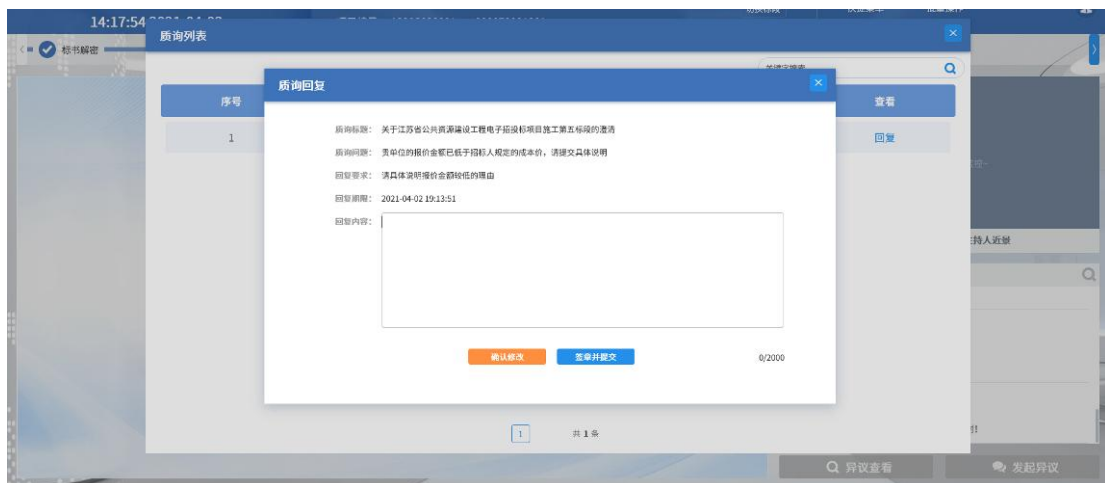 14:17:54
质询列表
标书解密
质询回复
序号
查看
质询标题： 关于江苏省公共资源建设工程电子招投标项目施工第五标段的澄清
1
回复
质询问题： 贵单位的报价金额已低于招标人规定的成本价，请提交具体说明
回复要求： 请具体说明报价金额较低的理由
回复期限： 2021-04-02 19:13:51
回复内容：
持人近景
确认修改
签章并提交
0/2000
1
共 1 条
异议查看
发起异议